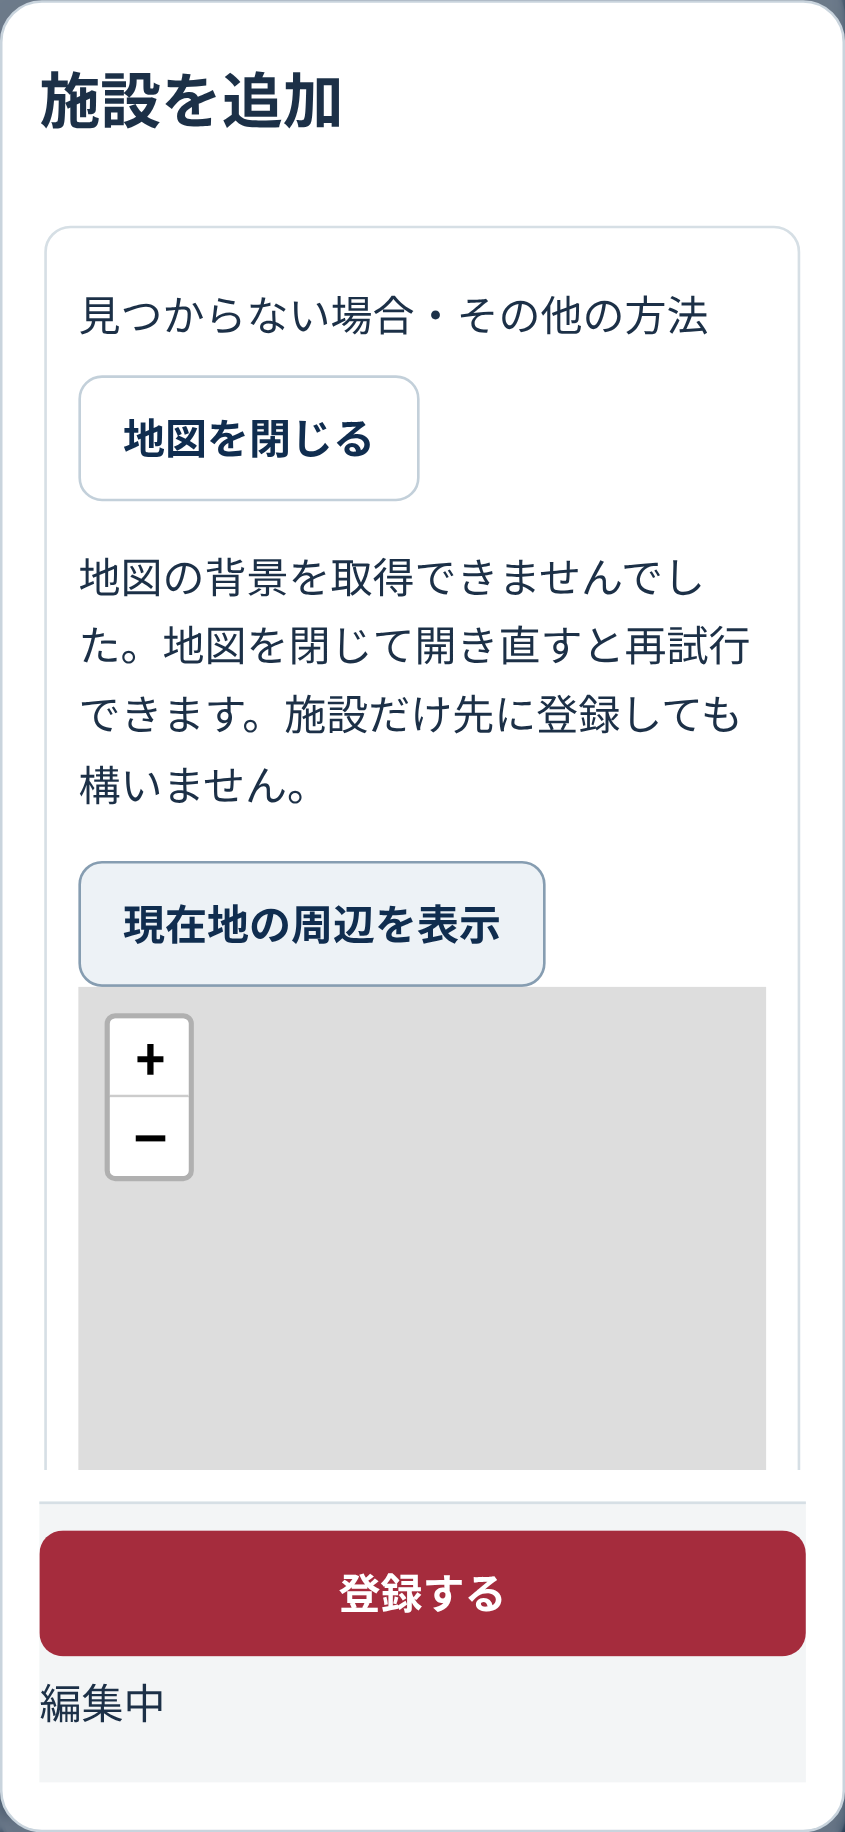 施設を追加
見つからない場合・その他の方法
地図を閉じる
地図の背景を取得できませんでし
た。地図を閉じて開き直すと再試行
できます。施設だけ先に登録しても
構いません。
現在地の周辺を表示
+
−
登録する
編集中